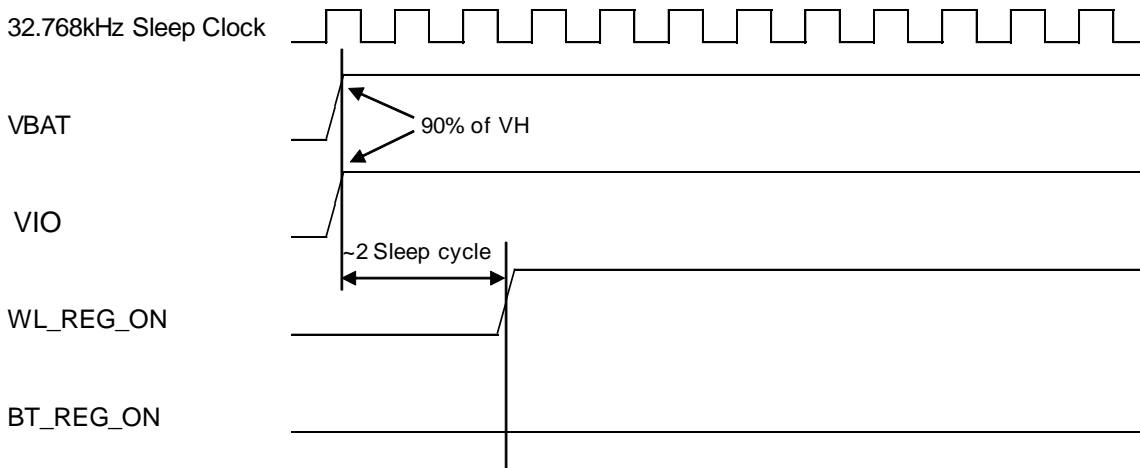 32.768kHz Sleep Clock
VBAT
90% of VH
VIO
~2 Sleep cycle
WL_REG_ON
BT_REG_ON